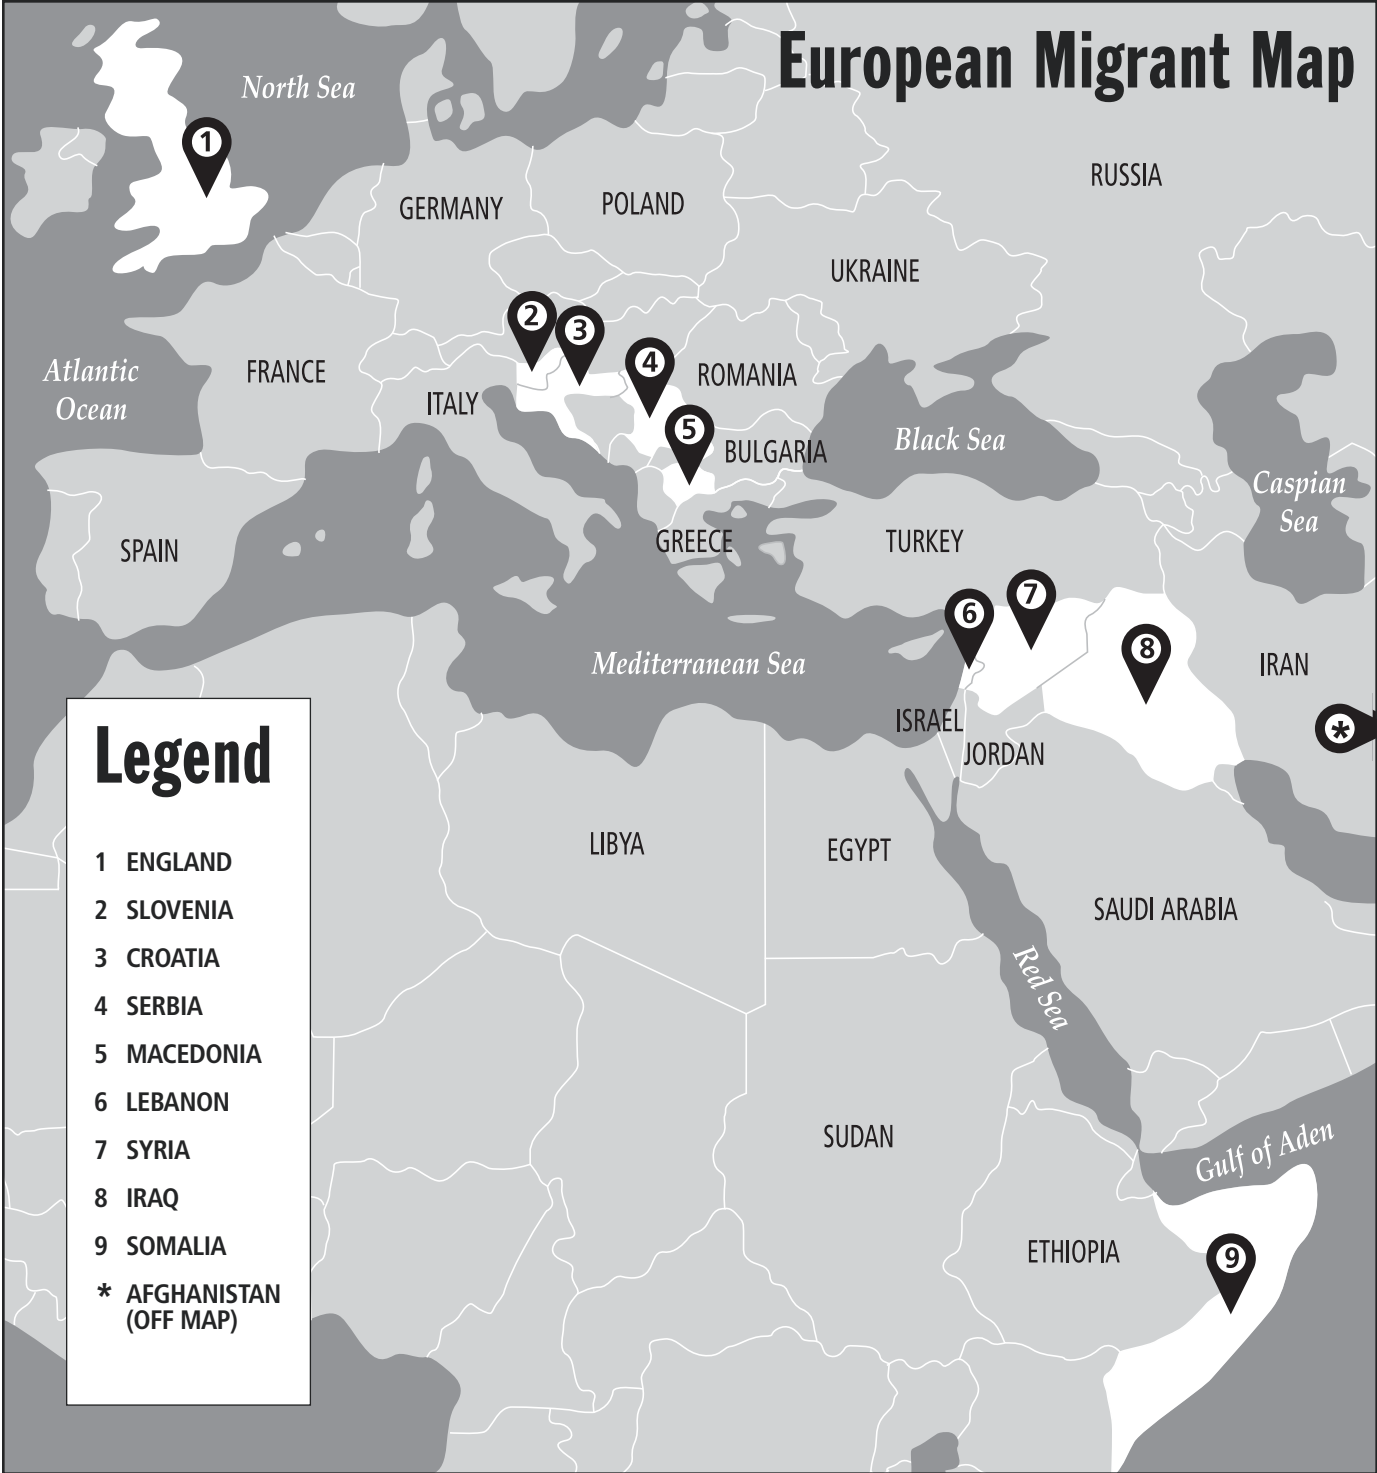 European Migrant Map
North Sea
1
RUSSIA
GERMANY
POLAND
UKRAINE
2
3
4
Atlantic
Ocean
FRANCE
ITALY
ROMANIA
5
BULGARIA
Black Sea
Caspian
Sea
SPAIN
GREECE
TURKEY
6
7
8
Mediterranean Sea
IRAN
ISRAEL
*
JORDAN
LIBYA
EGYPT
SAUDI ARABIA
Red Sea
SUDAN
Gulf of Aden
ETHIOPIA
9
Legend
1 ENGLAND
2 SLOVENIA
3 CROATIA
4 SERBIA
5 MACEDONIA
6 LEBANON
7 SYRIA
8 IRAQ
9 SOMALIA
* AFGHANISTAN
(OFF MAP)